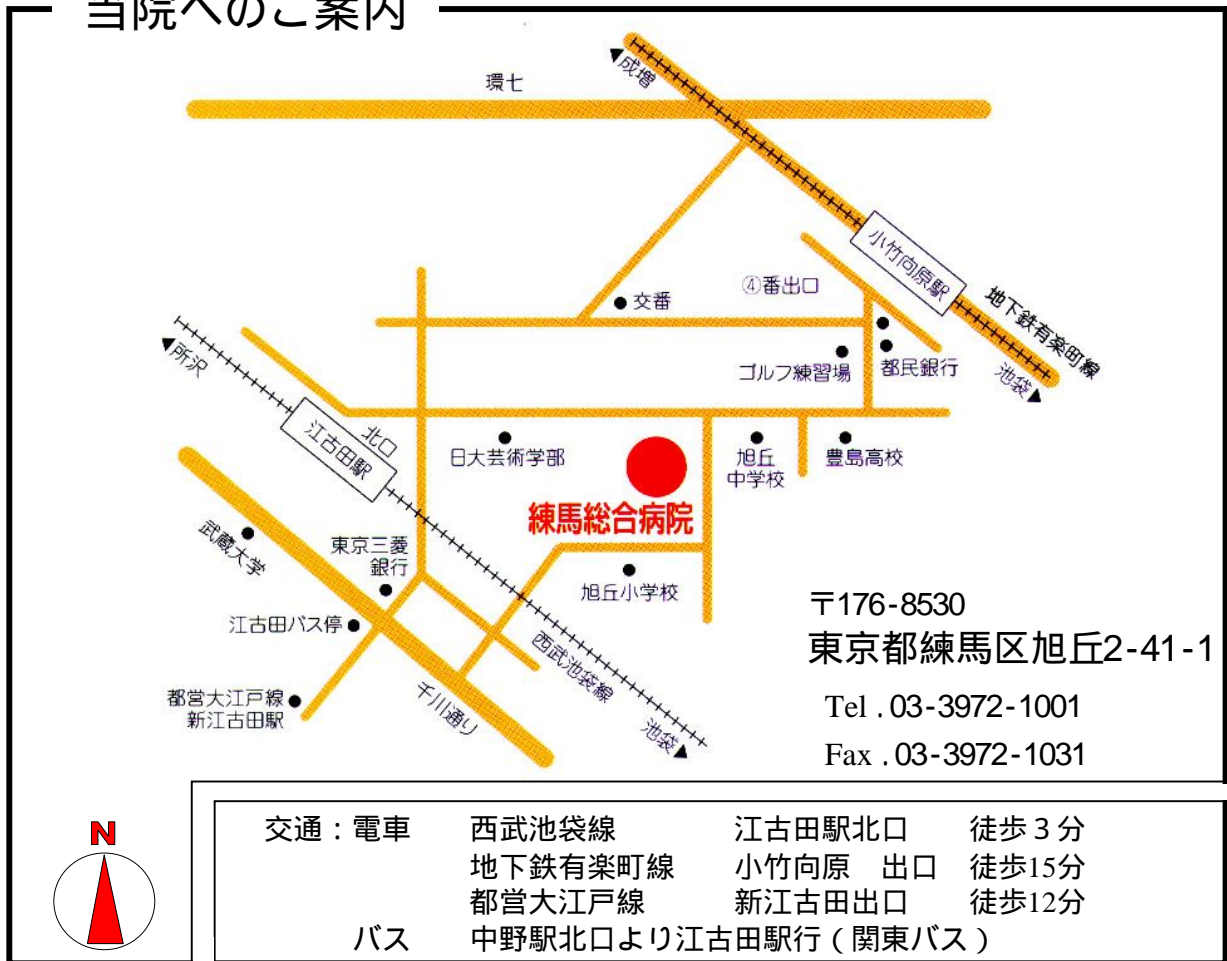 当院へのご案内
環七
▲成増
小竹向原駅
地下鉄有楽町線
池袋▲
④番出口
交番
ゴルフ練習場
都民銀行
▲所沢
江古田駅
北口
日大芸術学部
旭丘
中学校
豊島高校
練馬総合病院
武蔵大学
東京三菱
銀行
旭丘小学校
江古田バス停
西武池袋線
都営大江戸線
新江古田駅
千川通り
池袋▲
〒176-8530
東京都練馬区旭丘2-41-1
Tel .03-3972-1001
Fax .03-3972-1031
N
交通：電車 西武池袋線 江古田駅北口 徒歩３分
地下鉄有楽町線 小竹向原 出口 徒歩15分
都営大江戸線 新江古田出口 徒歩12分
バス 中野駅北口より江古田駅行（関東バス）